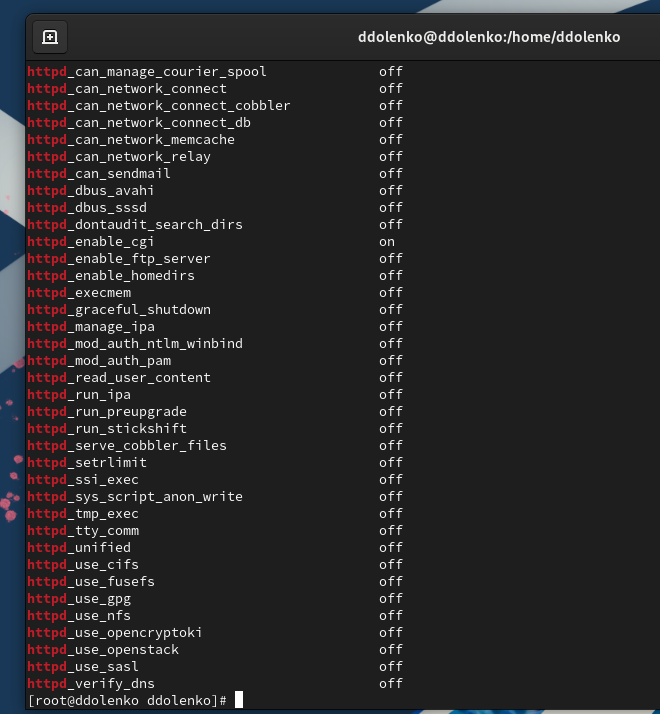 ddolenko@ddolenko:/home/ddolenko
httpd_can_manage_courier_spool off
httpd_can_network_connect off
httpd_can_network_connect_cobbler off
httpd_can_network_connect_db off
httpd_can_network_memcache off
httpd_can_network_relay off
httpd_can_sendmail off
httpd_dbus_avahi off
httpd_dbus_sssd off
httpd_dontaudit_search_dirs off
httpd_enable_cgi on
httpd_enable_ftp_server off
httpd_enable_homedirs off
httpd_execmem off
httpd_graceful_shutdown off
httpd_manage_ipa off
httpd_mod_auth_ntlm_winbind off
httpd_mod_auth_pam off
httpd_read_user_content off
httpd_run_ipa off
httpd_run_preupgrade off
httpd_run_stickshift off
httpd_serve_cobbler_files off
httpd_setrlimit off
httpd_ssi_exec off
httpd_sys_script_anon_write off
httpd_tmp_exec off
httpd_tty_comm off
httpd_unified off
httpd_use_cifs off
httpd_use_fusefs off
httpd_use_gpg off
httpd_use_nfs off
httpd_use_opencryptoki off
httpd_use_openstack off
httpd_use_sasl off
httpd_verify_dns off
[root@ddolenko ddolenko]#